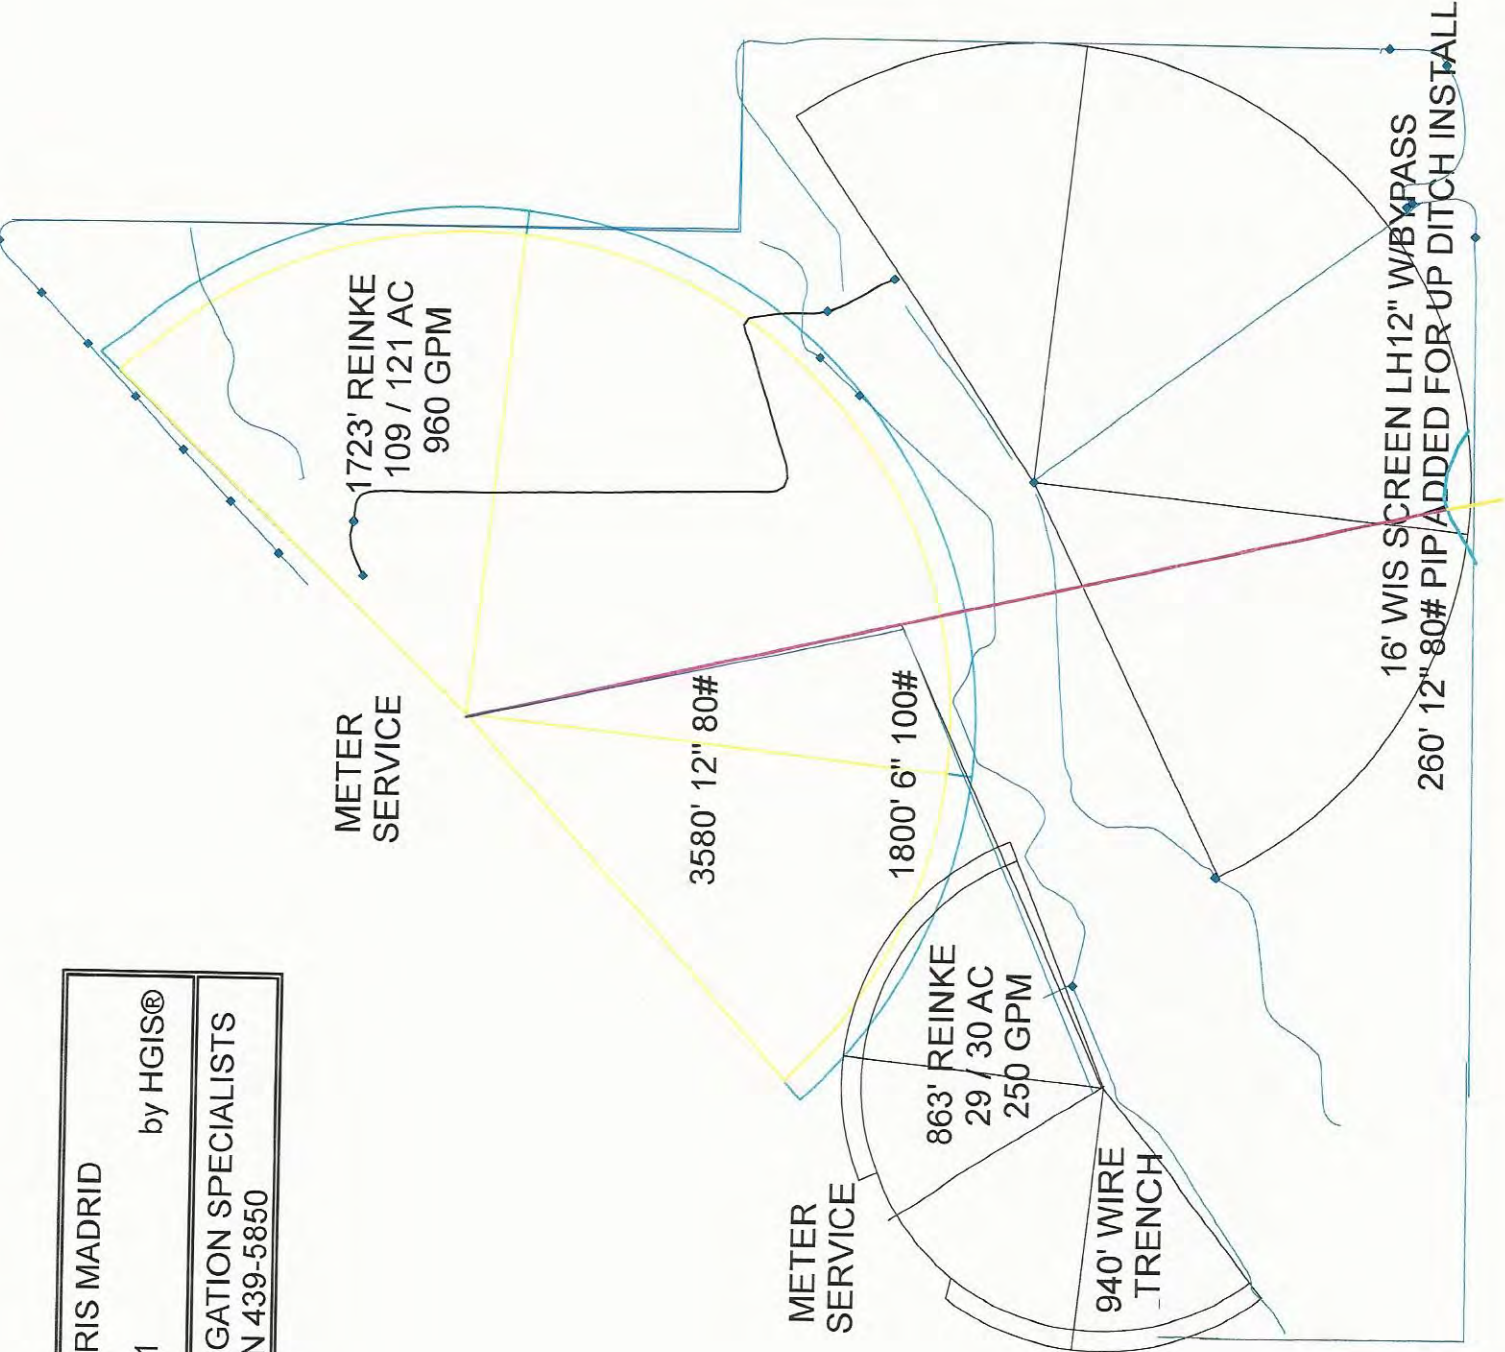 RIS MADRID
1 by HGIS®
GATION SPECIALISTS
N 439-5850
METER
SERVICE
1723' REINKE
109 / 121 AC
960 GPM
3580' 12" 80#
1800' 6" 100#
METER
SERVICE
863' REINKE
29 / 30 AC
250 GPM
940' WIRE
TRENCH
16' WIS SCREEN LH12" W/BYPASS
260' 12" 80# PIP ADDED FOR UP DITCH INSTALL